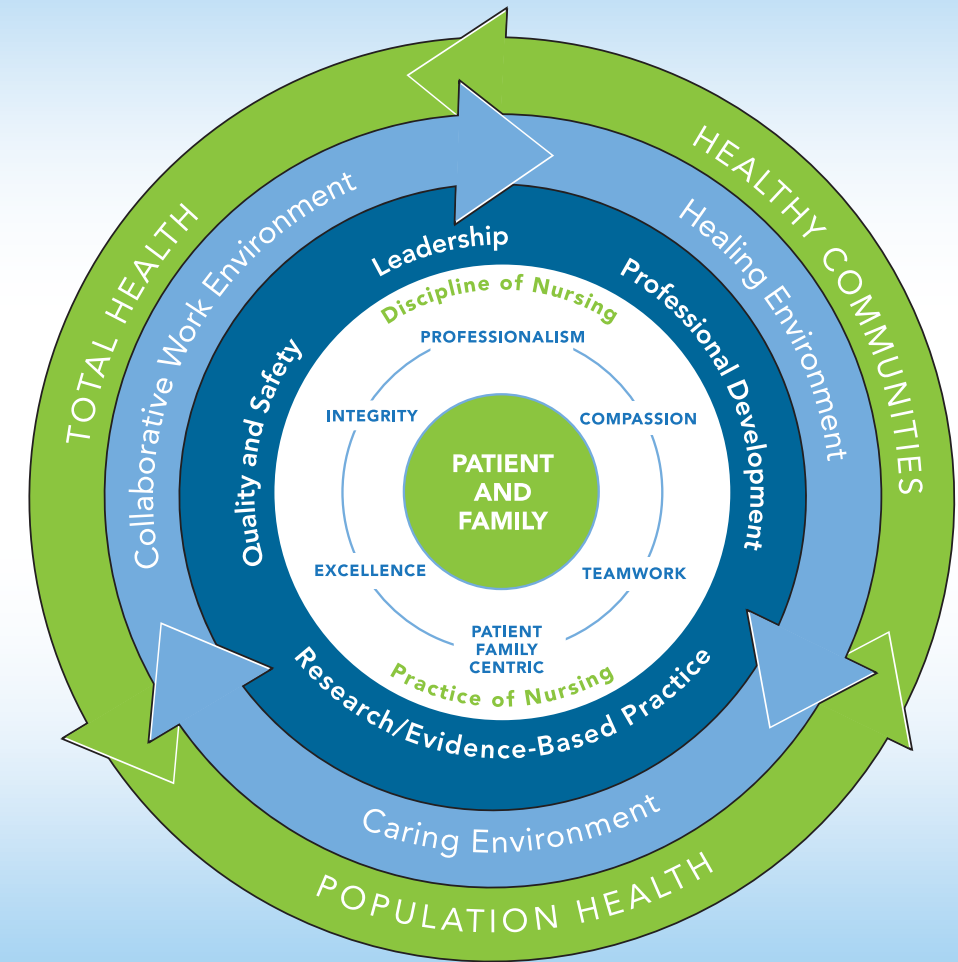 TOTAL HEALTH
HEALTHY COMMUNITIES
POPULATION HEALTH
Collaborative Work Environment
Healing Environment
Caring Environment
Leadership
Professional Development
Quality and Safety
Research/Evidence-Based Practice
Discipline of Nursing
PROFESSIONALISM
INTEGRITY
COMPASSION
PATIENT
AND
FAMILY
EXCELLENCE
TEAMWORK
PATIENT
FAMILY
CENTRIC
Practice of Nursing